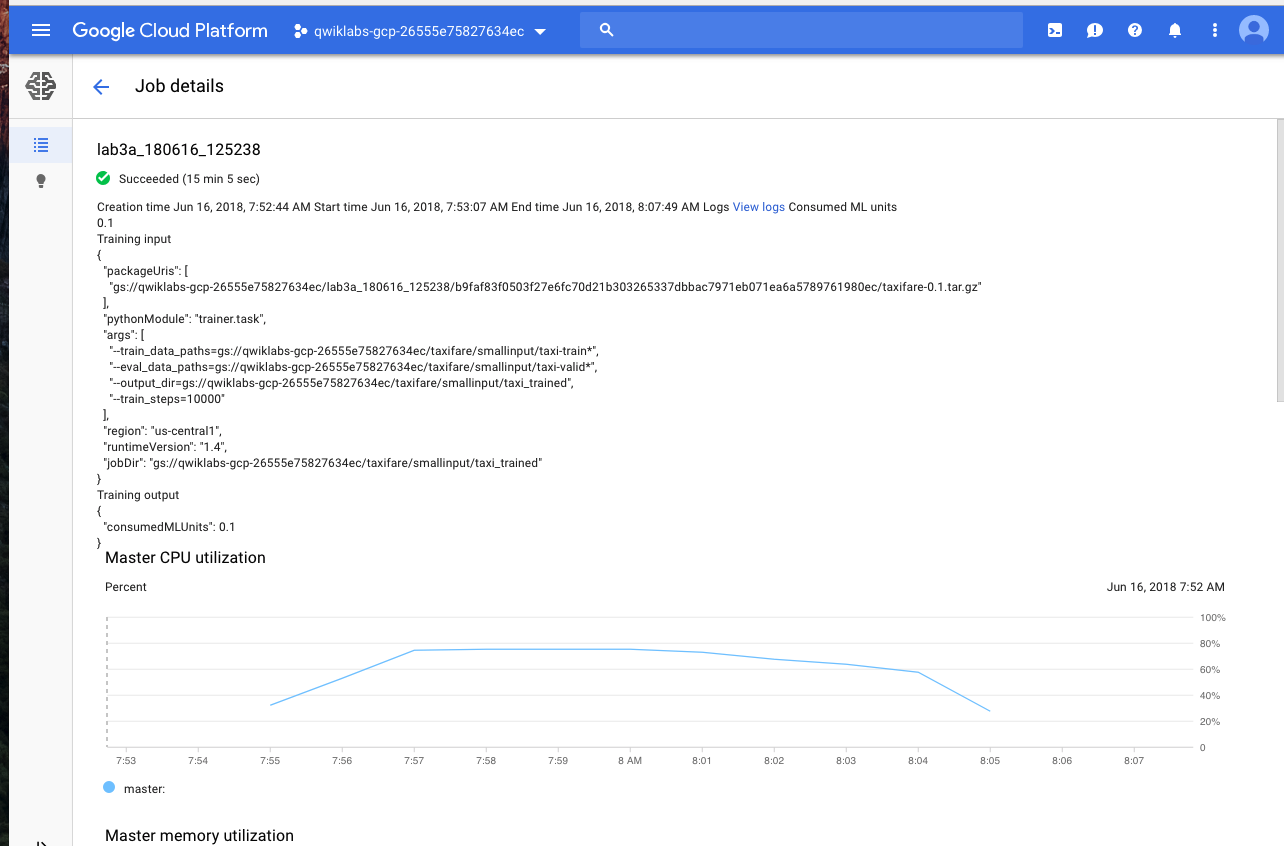 Google Cloud Platform
qwiklabs-gcp-26555e75827634ec
Job details
lab3a_180616_125238
Succeeded (15 min 5 sec)
Creation time Jun 16, 2018, 7:52:44 AM Start time Jun 16, 2018, 7:53:07 AM End time Jun 16, 2018, 8:07:49 AM Logs View logs Consumed ML units
0.1
Training input
{
"packageUris": [
"gs://qwiklabs-gcp-26555e75827634ec/lab3a_180616_125238/b9faf83f0503f27e6fc70d21b303265337dbbac7971eb071ea6a5789761980ec/taxifare-0.1.tar.gz"
],
"pythonModule": "trainer.task",
"args": [
"--train_data_paths=gs://qwiklabs-gcp-26555e75827634ec/taxifare/smallinput/taxi-train*",
"--eval_data_paths=gs://qwiklabs-gcp-26555e75827634ec/taxifare/smallinput/taxi-valid*",
"--output_dir=gs://qwiklabs-gcp-26555e75827634ec/taxifare/smallinput/taxi_trained",
"--train_steps=10000"
],
"region": "us-central1",
"runtimeVersion": "1.4",
"jobDir": "gs://qwiklabs-gcp-26555e75827634ec/taxifare/smallinput/taxi_trained"
}
Training output
{
"consumedMLUnits": 0.1
}
Master CPU utilization
Percent
Jun 16, 2018 7:52 AM
100%
80%
60%
40%
20%
0
7:53 7:54 7:55 7:56 7:57 7:58 7:59 8 AM 8:01 8:02 8:03 8:04 8:05 8:06 8:07
master:
Master memory utilization